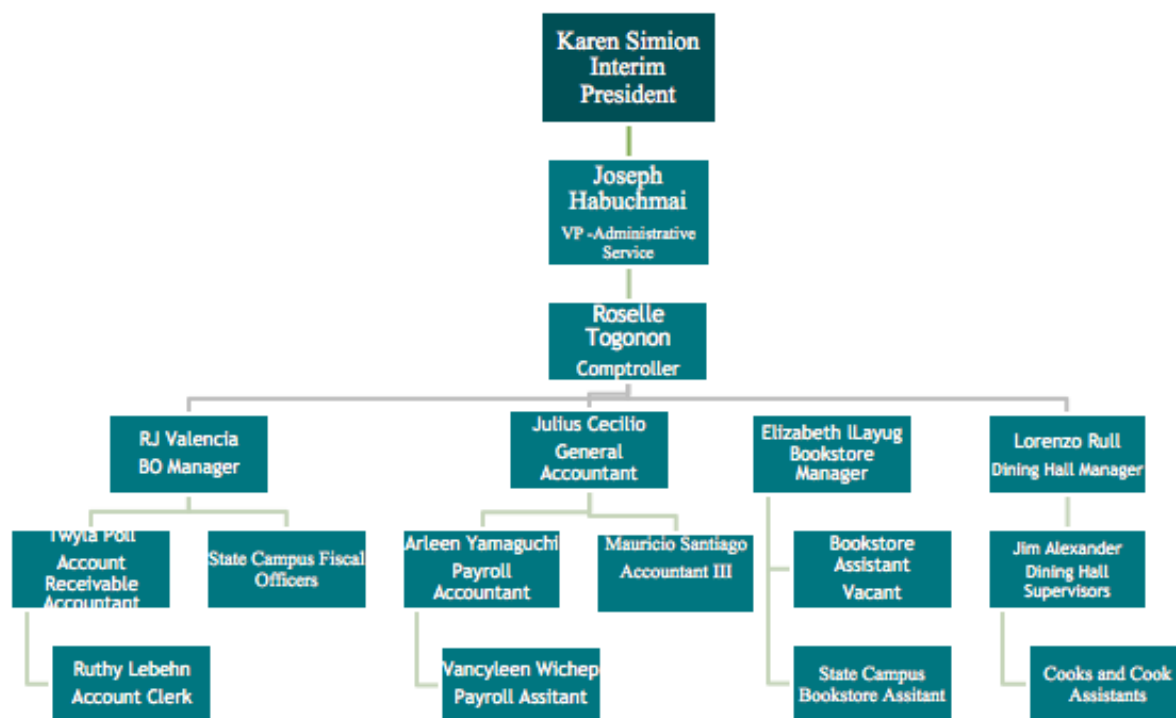 Karen Simion
Interim
President
Joseph
Habuchmai
VP -Administrative
Service
Roselle
Togonon
Comptroller
RJ Valencia
BO Manager
Julius Cecilio
General
Accountant
Elizabeth lLayug
Bookstore
Manager
Lorenzo Rull
Dining Hall Manager
Twyla Poll
Account
Receivable
Accountant
State Campus Fiscal
Officers
Arleen Yamaguchi
Payroll
Accountant
Mauricio Santiago
Accountant III
Bookstore
Assistant
Vacant
Jim Alexander
Dining Hall
Supervisors
Ruthy Lebehn
Account Clerk
Vancyleen Wichep
Payroll Assitant
State Campus
Bookstore Assitant
Cooks and Cook
Assistants